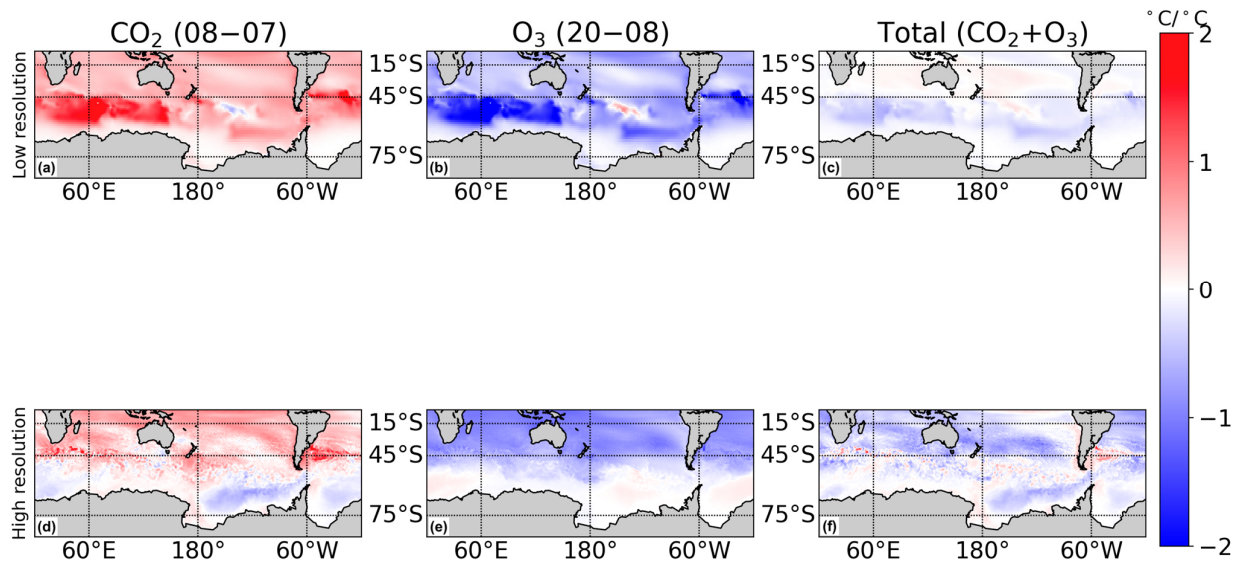 CO₂ (08−07) O₃ (20−08) Total (CO₂+O₃) °C/°C
Low resolution
15°S 15°S
45°S 45°S
75°S 75°S
(a) (b) (c)
60°E 180° 60°W 60°E 180° 60°W 60°E 180° 60°W
High resolution
15°S 15°S
45°S 45°S
75°S 75°S
(d) (e) (f)
60°E 180° 60°W 60°E 180° 60°W 60°E 180° 60°W
2
1
0
−1
−2